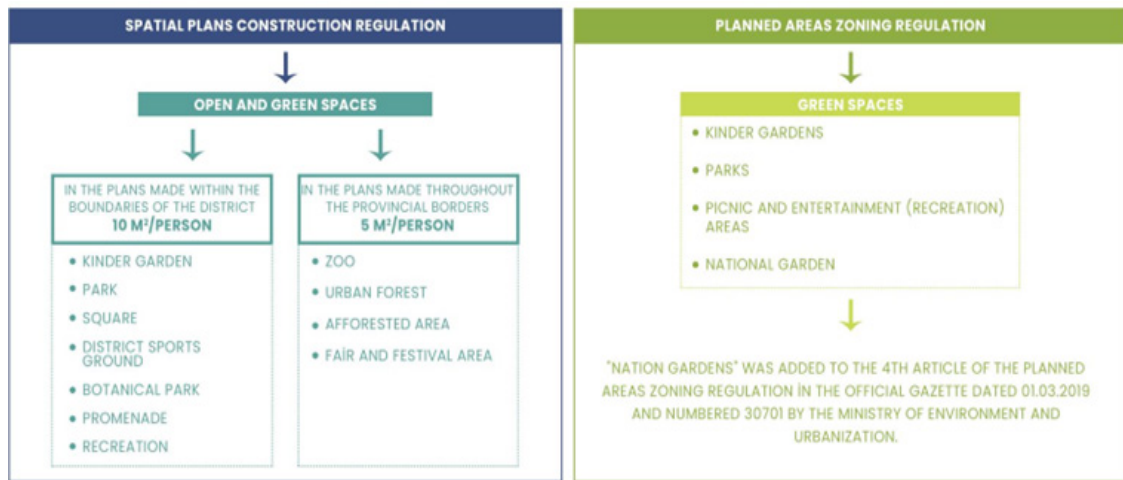 SPATIAL PLANS CONSTRUCTION REGULATION
OPEN AND GREEN SPACES
IN THE PLANS MADE WITHIN THE
BOUNDARIES OF THE DISTRICT
10 M²/PERSON
• KINDER GARDEN
• PARK
• SQUARE
• DISTRICT SPORTS
GROUND
• BOTANICAL PARK
• PROMENADE
• RECREATION
IN THE PLANS MADE THROUGHOUT
THE PROVINCIAL BORDERS
5 M²/PERSON
• ZOO
• URBAN FOREST
• AFFORESTED AREA
• FAİR AND FESTIVAL AREA
PLANNED AREAS ZONING REGULATION
GREEN SPACES
• KINDER GARDENS
• PARKS
• PICNIC AND ENTERTAINMENT (RECREATION)
AREAS
• NATIONAL GARDEN
"NATION GARDENS" WAS ADDED TO THE 4TH ARTICLE OF THE PLANNED
AREAS ZONING REGULATION İN THE OFFICIAL GAZETTE DATED 01.03.2019
AND NUMBERED 30701 BY THE MINISTRY OF ENVIRONMENT AND
URBANIZATION.